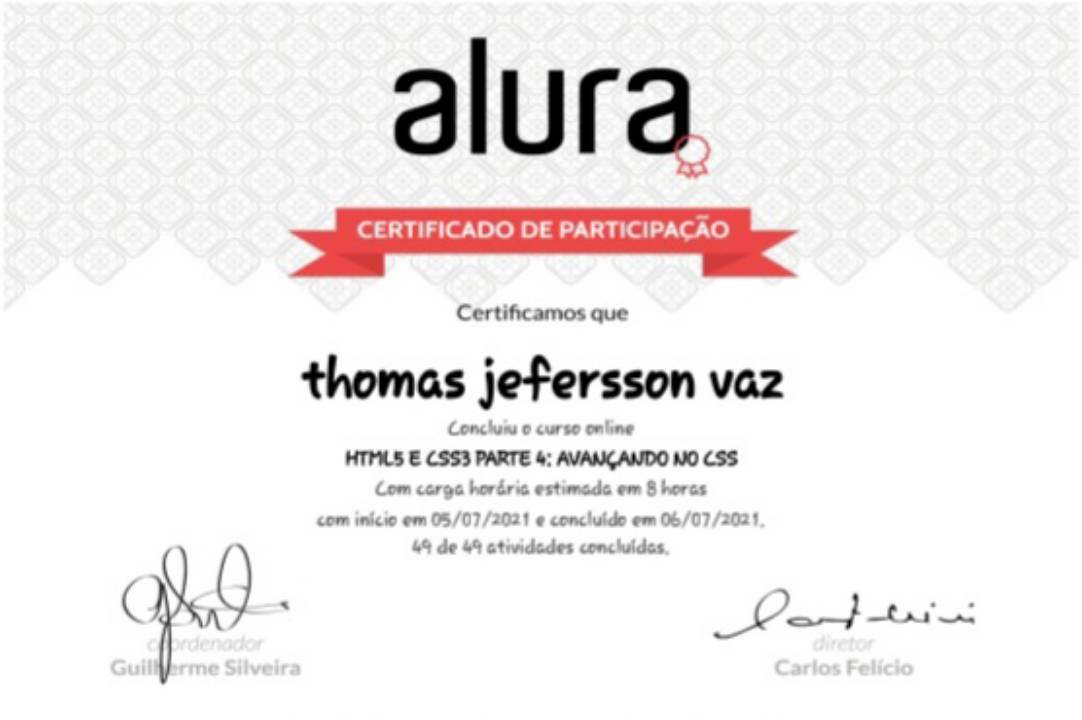 alura
CERTIFICADO DE PARTICIPAÇÃO
Certificamos que
thomas jefersson vaz
Concluiu o curso online
HTML5 E CSS3 PARTE 4: AVANÇANDO NO CSS
Com carga horária estimada em 8 horas
com início em 05/07/2021 e concluído em 06/07/2021.
49 de 49 atividades concluídas.
coordenador
Guilherme Silveira
diretor
Carlos Felício